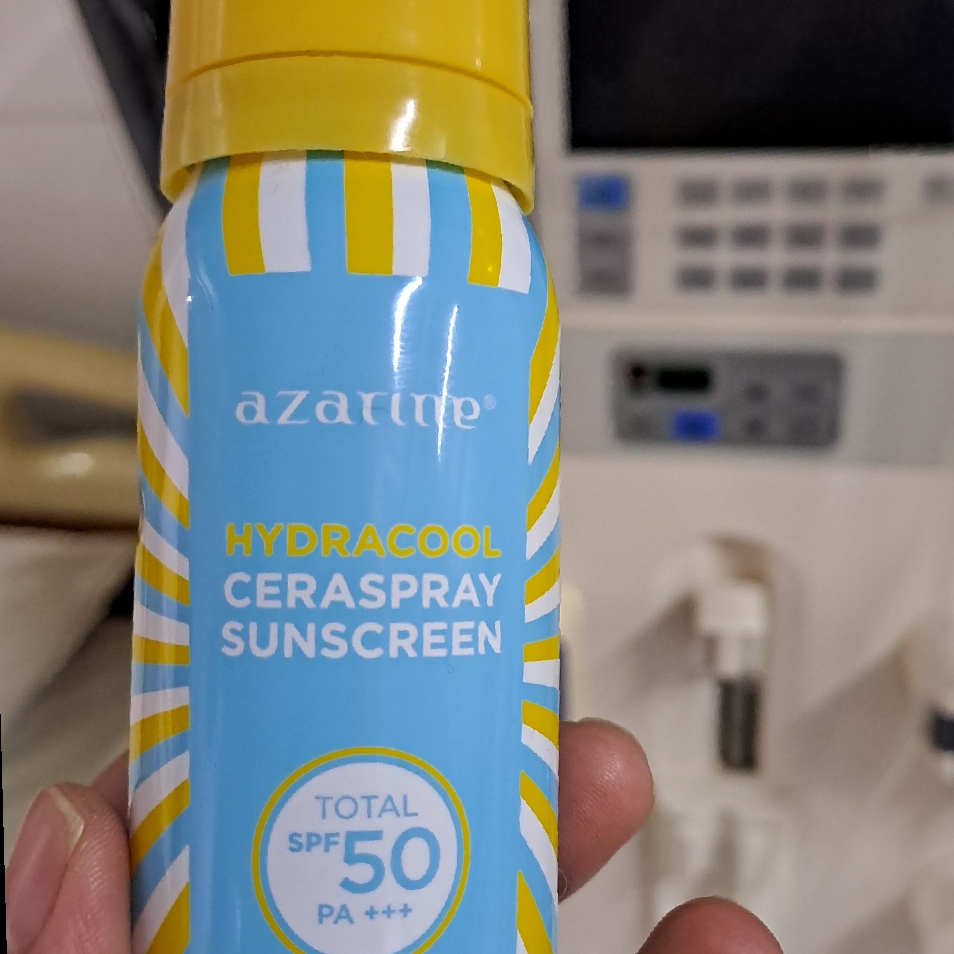 azarine®
HYDRACOOL
CERASPRAY
SUNSCREEN
TOTAL
SPF 50
PA +++